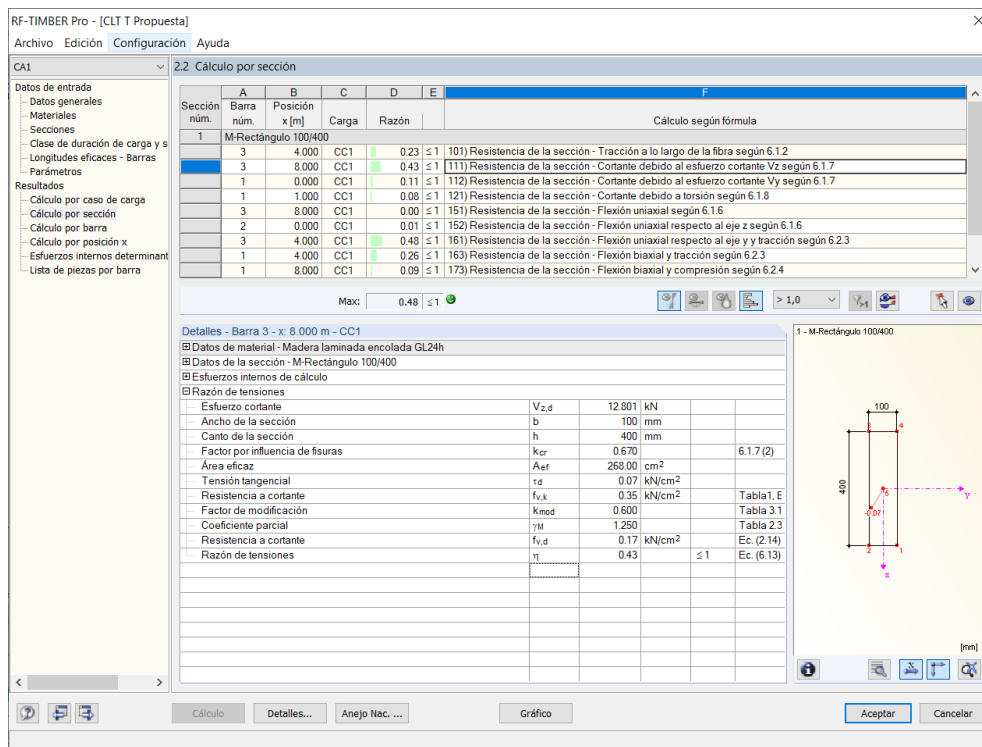 RF-TIMBER Pro - [CLT T Propuesta]
Archivo Edición Configuración Ayuda
CA1
2.2 Cálculo por sección
Datos de entrada
Datos generales
Materiales
Secciones
Clase de duración de carga y s
Longitudes eficaces - Barras
Parámetros
Resultados
Cálculo por caso de carga
Cálculo por sección
Cálculo por barra
Cálculo por posición x
Esfuerzos internos determinant
Lista de piezas por barra
A B C D E F
Sección Barra Posición
núm. núm. x [m] Carga Razón Cálculo según fórmula
1 M-Rectángulo 100/400
3 4.000 CC1 0.23 ≤ 1 101) Resistencia de la sección - Tracción a lo largo de la fibra según 6.1.2
3 8.000 CC1 0.43 ≤ 1 111) Resistencia de la sección - Cortante debido al esfuerzo cortante Vz según 6.1.7
1 0.000 CC1 0.11 ≤ 1 112) Resistencia de la sección - Cortante debido al esfuerzo cortante Vy según 6.1.7
1 1.000 CC1 0.08 ≤ 1 121) Resistencia de la sección - Cortante debido a torsión según 6.1.8
3 8.000 CC1 0.00 ≤ 1 151) Resistencia de la sección - Flexión uniaxial según 6.1.6
2 0.000 CC1 0.01 ≤ 1 152) Resistencia de la sección - Flexión uniaxial respecto al eje z según 6.1.6
3 4.000 CC1 0.48 ≤ 1 161) Resistencia de la sección - Flexión uniaxial respecto al eje y y tracción según 6.2.3
1 4.000 CC1 0.26 ≤ 1 163) Resistencia de la sección - Flexión biaxial y tracción según 6.2.3
1 8.000 CC1 0.09 ≤ 1 173) Resistencia de la sección - Flexión biaxial y compresión según 6.2.4
Max: 0.48 ≤ 1
> 1,0
Detalles - Barra 3 - x: 8.000 m - CC1
Datos de material - Madera laminada encolada GL24h
Datos de la sección - M-Rectángulo 100/400
Esfuerzos internos de cálculo
Razón de tensiones
Esfuerzo cortante Vz,d 12.801 kN
Ancho de la sección b 100 mm
Canto de la sección h 400 mm
Factor por influencia de fisuras kcr 0.670 6.1.7 (2)
Área eficaz Aef 268.00 cm2
Tensión tangencial τd 0.07 kN/cm2
Resistencia a cortante fv,k 0.35 kN/cm2 Tabla1, E
Factor de modificación kmod 0.600 Tabla 3.1
Coeficiente parcial γM 1.250 Tabla 2.3
Resistencia a cortante fv,d 0.17 kN/cm2 Ec. (2.14)
Razón de tensiones η 0.43 ≤ 1 Ec. (6.13)
1 - M-Rectángulo 100/400
100
3 4
400
5
y
-0.07
2 1
z
[mm]
Cálculo Detalles... Anejo Nac. ... Gráfico Aceptar Cancelar